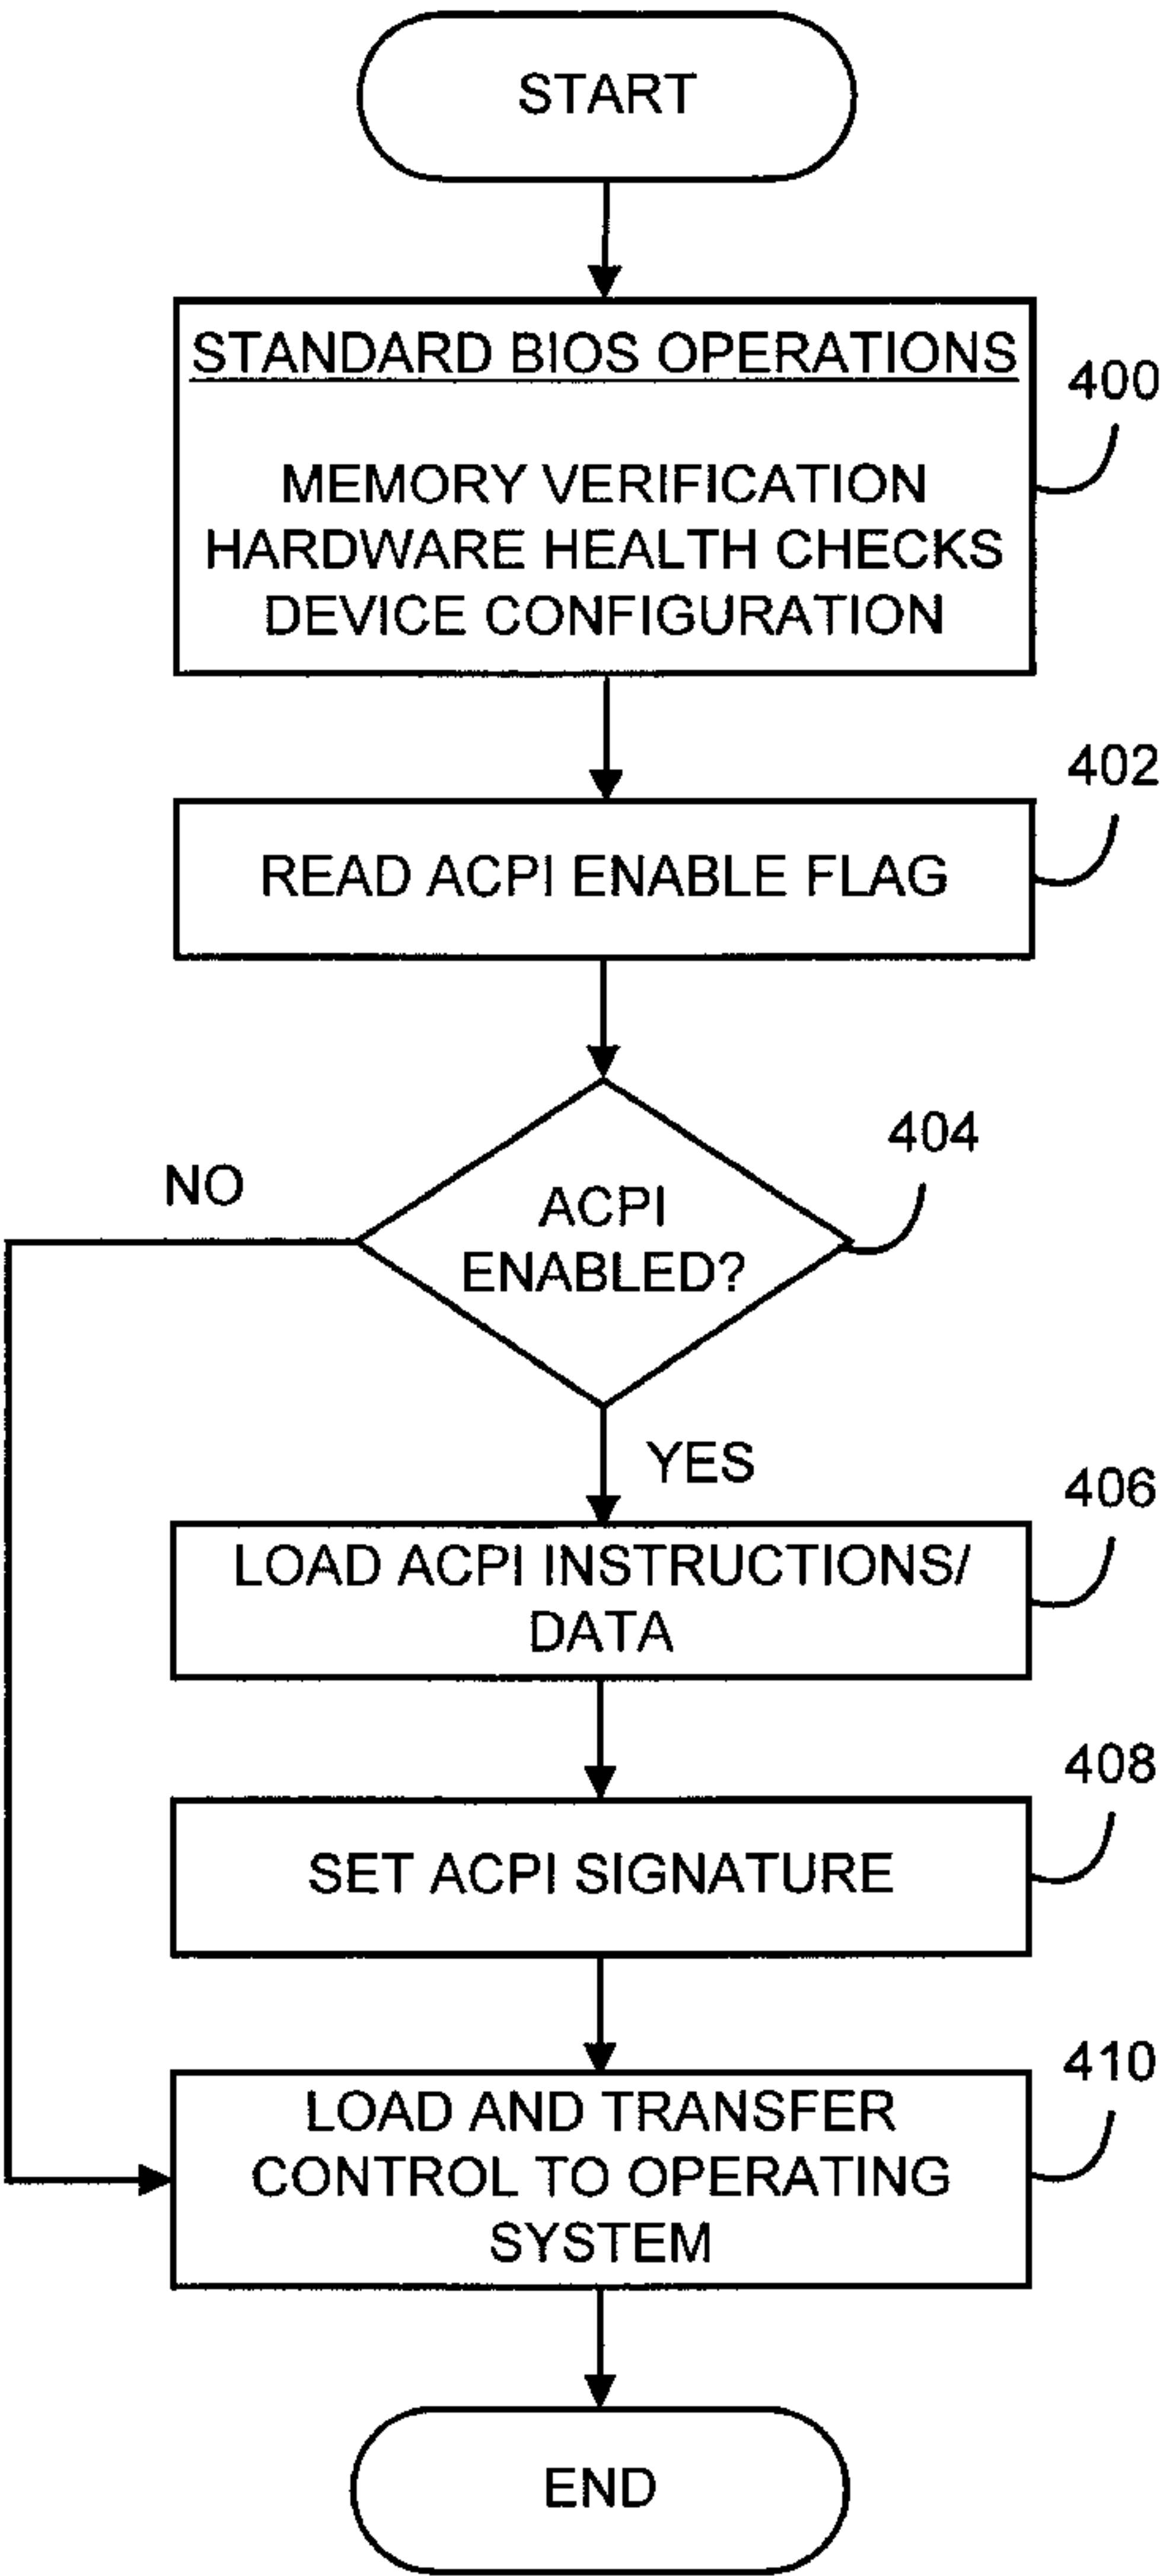 START
STANDARD BIOS OPERATIONS
400
MEMORY VERIFICATION
HARDWARE HEALTH CHECKS
DEVICE CONFIGURATION
402
READ ACPI ENABLE FLAG
404
NO
ACPI
ENABLED?
YES
406
LOAD ACPI INSTRUCTIONS/
DATA
408
SET ACPI SIGNATURE
410
LOAD AND TRANSFER
CONTROL TO OPERATING
SYSTEM
END